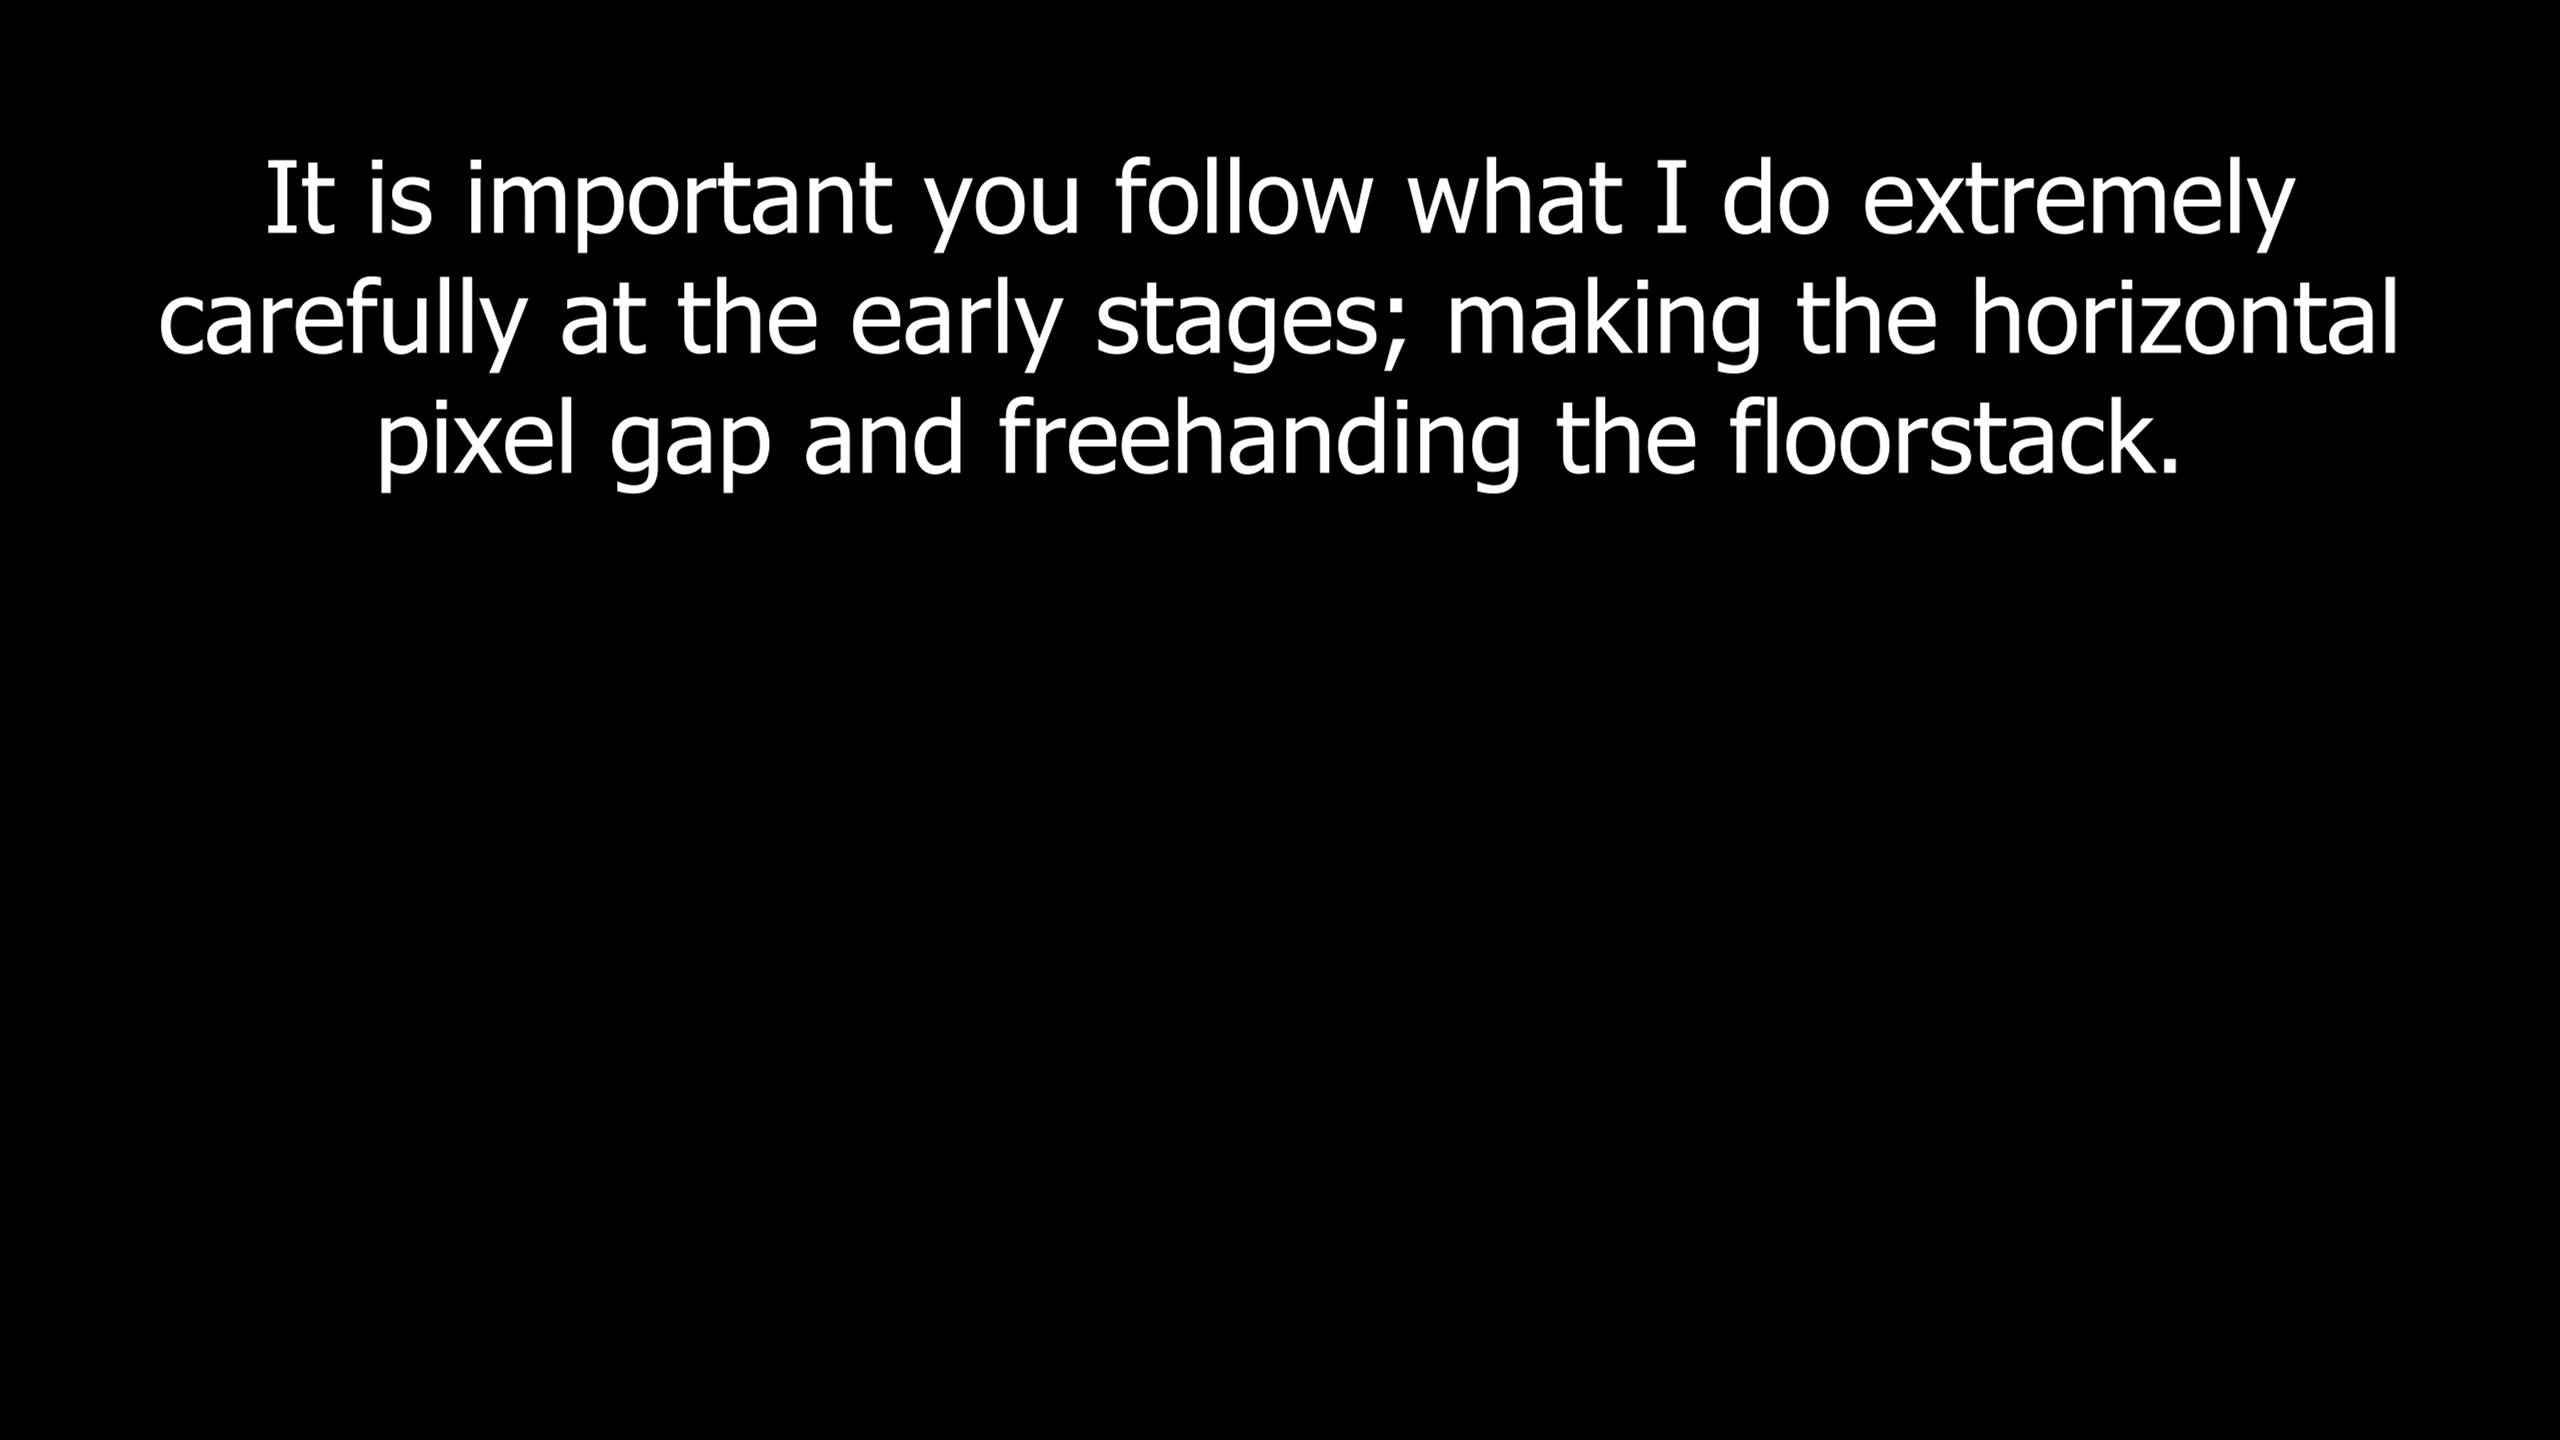 It is important you follow what I do extremely
carefully at the early stages; making the horizontal
pixel gap and freehanding the floorstack.